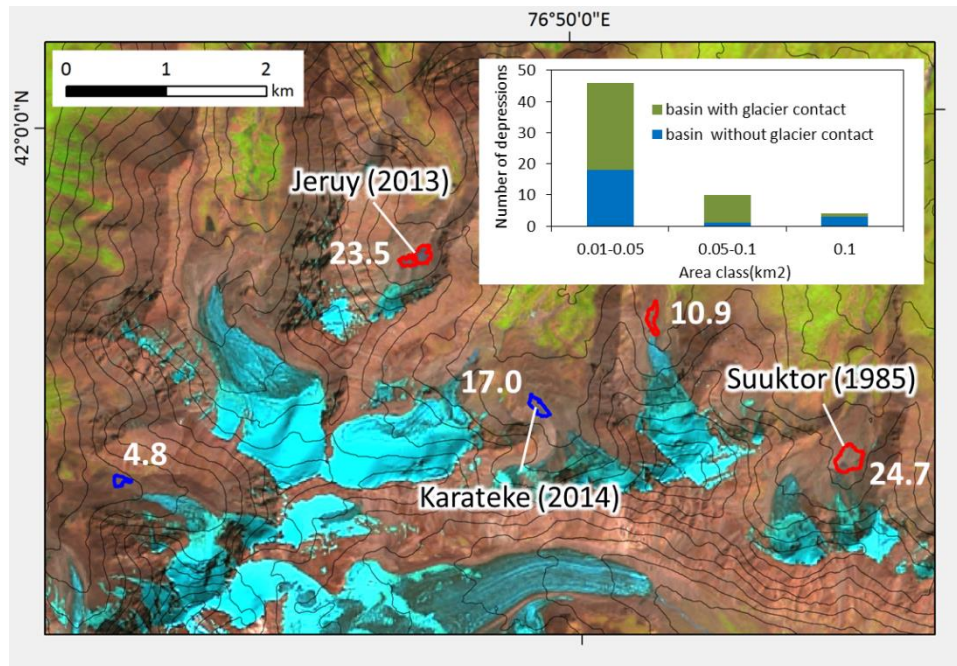 76°50'0"E
42°0'0"N
0 1 2
km
50
40
30
20
10
0
Number of depressions
basin with glacier contact
basin without glacier contact
0.01-0.05 0.05-0.1 0.1
Area class(km2)
Jeruy (2013)
23.5
10.9
17.0
Suuktor (1985)
4.8
24.7
Karateke (2014)